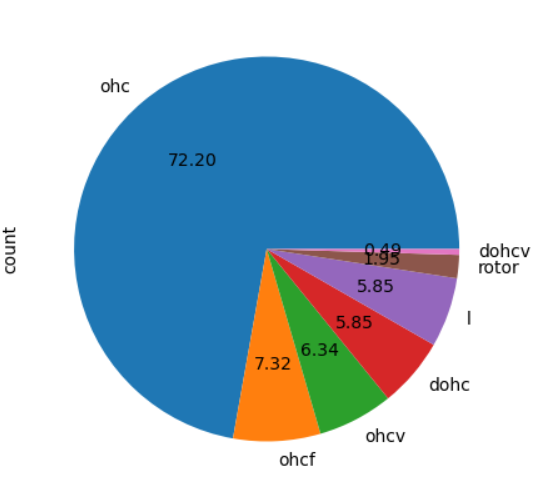 ohc
72.20
count
0.49
dohcv
1.95
rotor
5.85
l
5.85
6.34
7.32
dohc
ohcv
ohcf